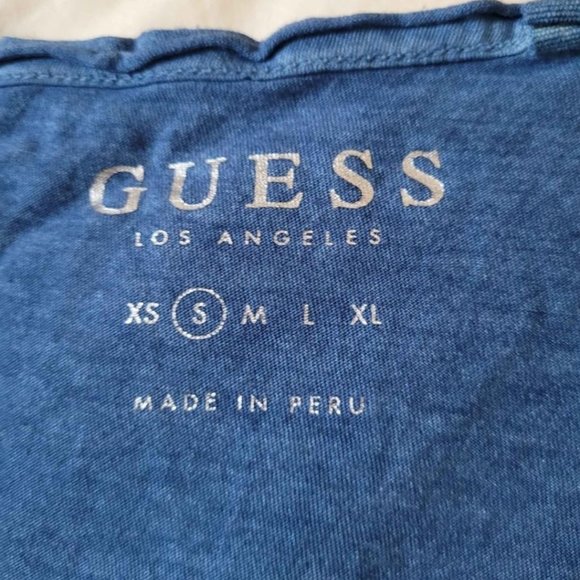 GUESS
LOS ANGELES
XS S M L XL
MADE IN PERU